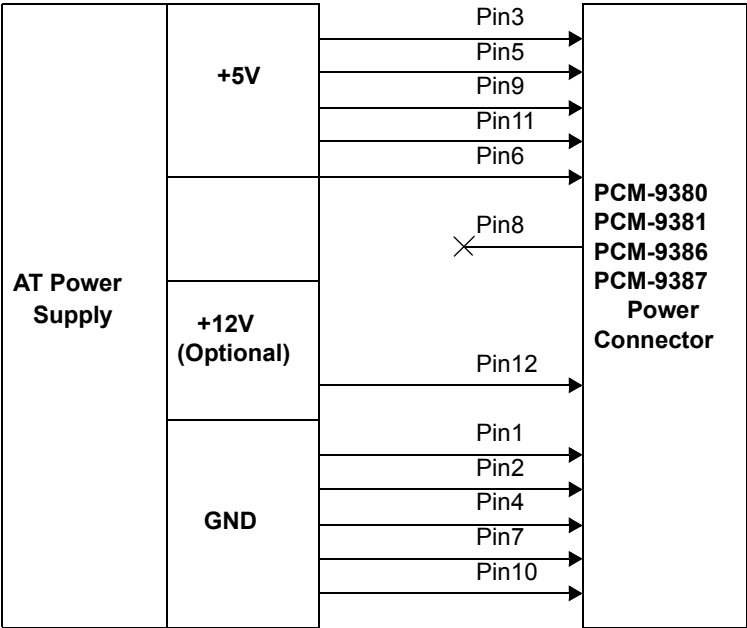 Pin3
Pin5
+5V
Pin9
Pin11
Pin6
PCM-9380
Pin8
PCM-9381
PCM-9386
AT Power
Supply
PCM-9387
Power
Connector
+12V
(Optional)
Pin12
Pin1
Pin2
Pin4
GND
Pin7
Pin10